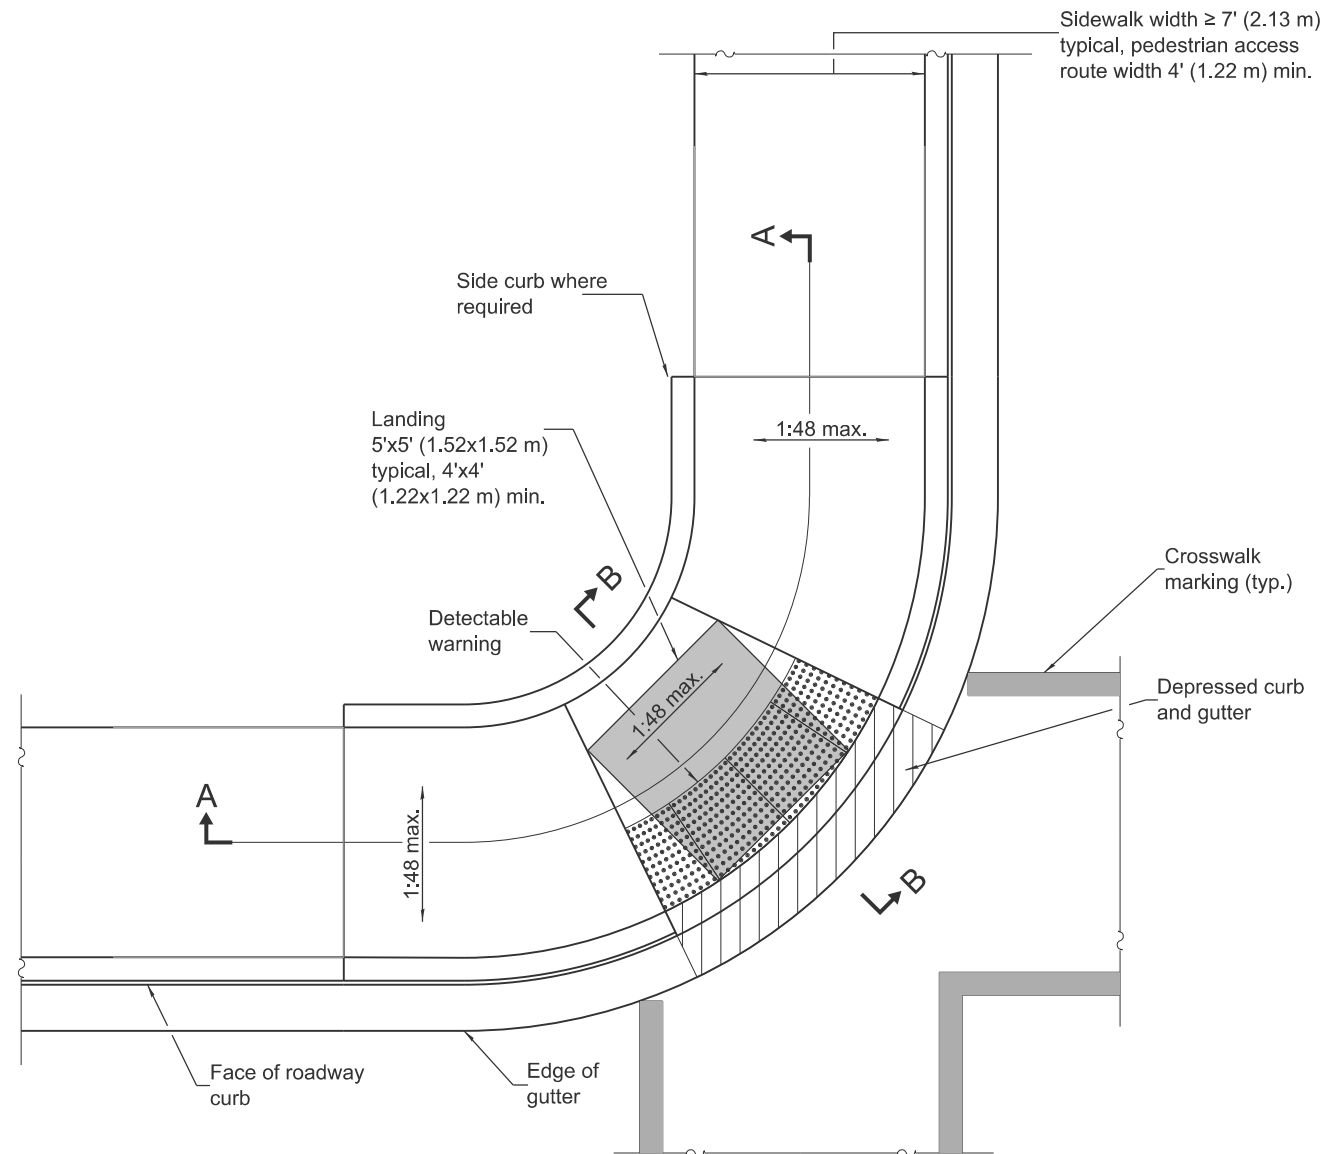 Sidewalk width ≥ 7' (2.13 m)
typical, pedestrian access
route width 4' (1.22 m) min.
A
Side curb where
required
Landing
5'x5' (1.52x1.52 m)
typical, 4'x4'
(1.22x1.22 m) min.
1:48 max.
B
Crosswalk
marking (typ.)
Detectable
warning
1:48 max.
Depressed curb
and gutter
A
1:48 max.
B
Face of roadway
curb
Edge of
gutter